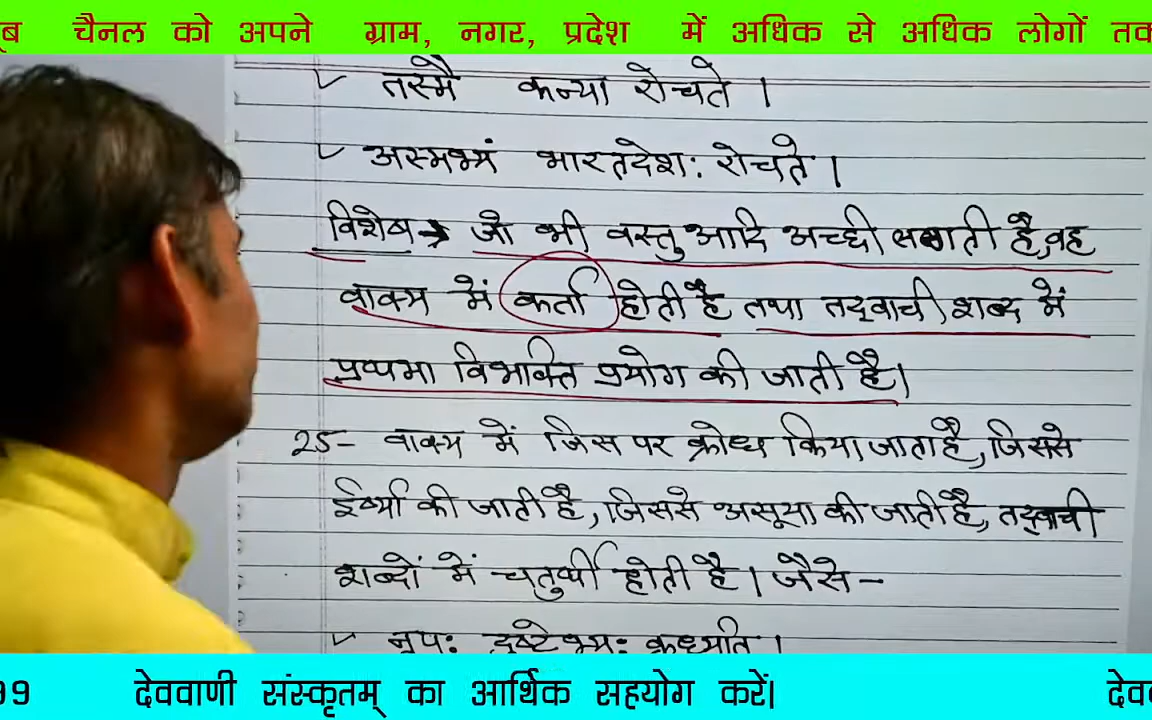 चैनल को अपने ग्राम, नगर, प्रदेश में अधिक से अधिक लोगों तक
✓ तस्मै कन्या रोचते ।
✓ अस्मभ्यं भारतदेश: रोचते ।
विशेष→ जो भी वस्तु आदि अच्छी लगती है,वह
वाक्य में कर्ता होती है तथा तद्वाची शब्द में
प्रथमा विभक्ति प्रयोग की जाती है।
25- वाक्य में जिस पर क्रोध किया जाता है, जिससे
ईर्ष्या की जाती है, जिससे असूया की जाती है, तद्वाची
शब्दों में चतुर्थी होती है । जैसे-
✓ नृप: दुष्टेभ्य: क्रुध्यति ।
99 देववाणी संस्कृतम् का आर्थिक सहयोग करें।